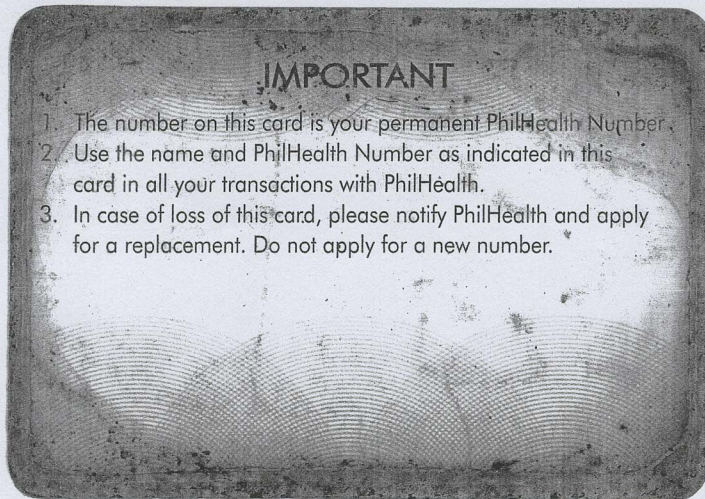 IMPORTANT
1. The number on this card is your permanent PhilHealth Number.
2. Use the name and PhilHealth Number as indicated in this
card in all your transactions with PhilHealth.
3. In case of loss of this card, please notify PhilHealth and apply
for a replacement. Do not apply for a new number.